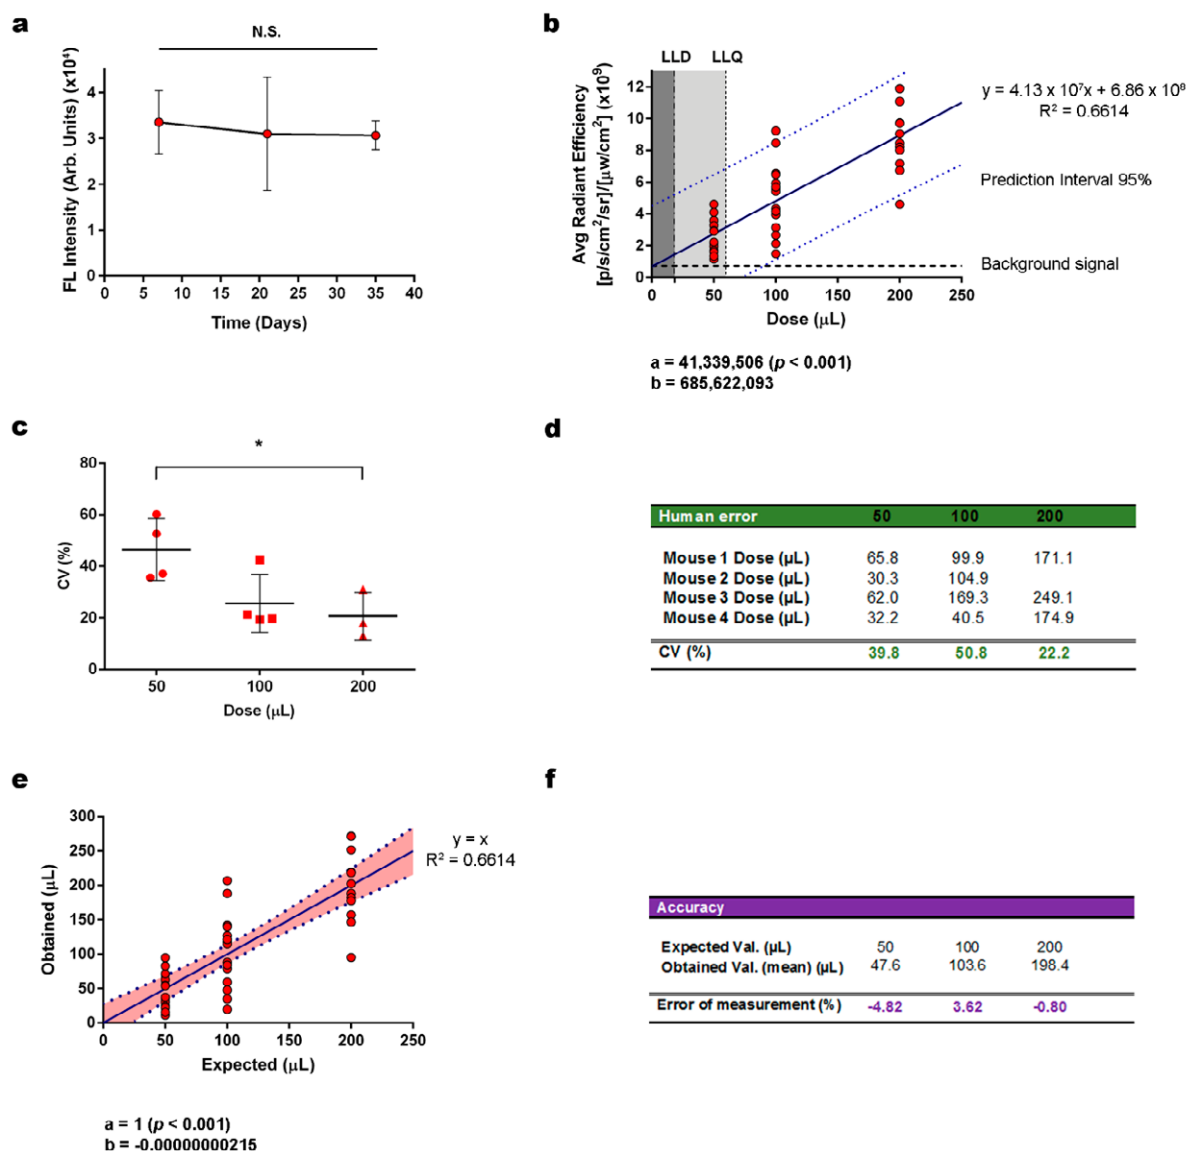 a
N.S.
FL Intensity (Arb. Units) (x10⁴)
4
3
2
1
0
0 5 10 15 20 25 30 35 40
Time (Days)
b
LLD LLQ
Avg Radiant Efficiency
[p/s/cm²/sr]/[µw/cm²] (x10⁹)
12
10
8
6
4
2
0
0 50 100 150 200 250
Dose (µL)
y = 4.13 x 10⁷x + 6.86 x 10⁸
R² = 0.6614
Prediction Interval 95%
Background signal
a = 41,339,506 (p < 0.001)
b = 685,622,093
c
*
CV (%)
80
60
40
20
0
50 100 200
Dose (µL)
d
Human error 50 100 200
Mouse 1 Dose (µL) 65.8 99.9 171.1
Mouse 2 Dose (µL) 30.3 104.9
Mouse 3 Dose (µL) 62.0 169.3 249.1
Mouse 4 Dose (µL) 32.2 40.5 174.9
CV (%) 39.8 50.8 22.2
e
Obtained (µL)
300
250
200
150
100
50
0
0 50 100 150 200 250
Expected (µL)
y = x
R² = 0.6614
a = 1 (p < 0.001)
b = -0.00000000215
f
Accuracy
Expected Val. (µL) 50 100 200
Obtained Val. (mean) (µL) 47.6 103.6 198.4
Error of measurement (%) -4.82 3.62 -0.80